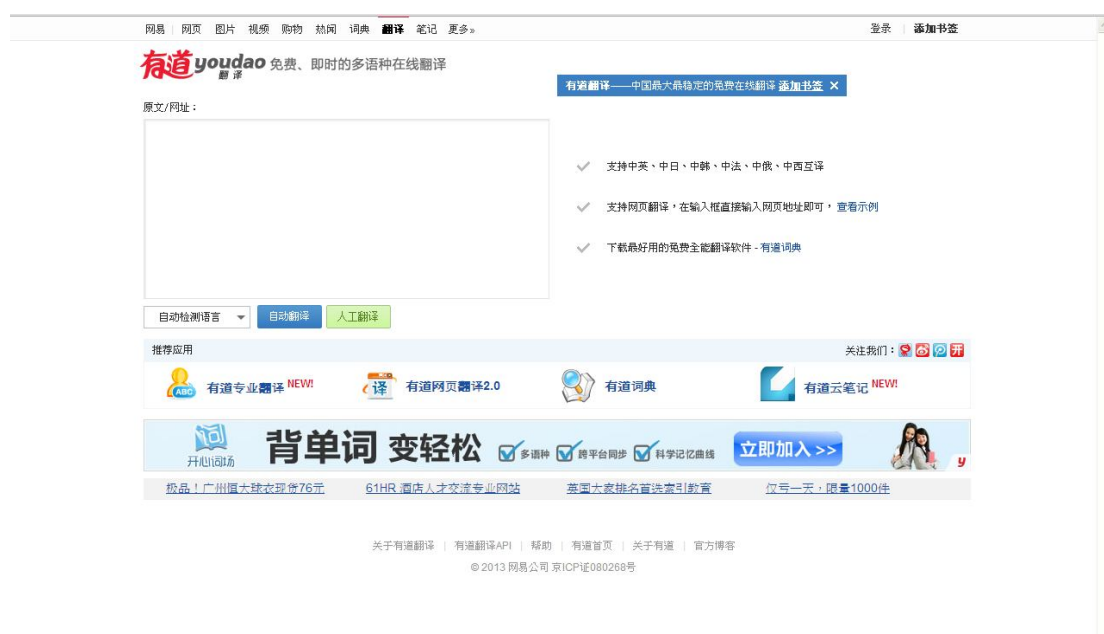 网易 网页 图片 视频 购物 热闻 词典 翻译 笔记 更多»
登录 添加书签
有道 youdao 翻译 免费、即时的多语种在线翻译
有道翻译——中国最大最稳定的免费在线翻译 添加书签 ×
原文/网址：
支持中英、中日、中韩、中法、中俄、中西互译
支持网页翻译，在输入框直接输入网页地址即可， 查看示例
下载最好用的免费全能翻译软件 - 有道词典
自动检测语言 自动翻译 人工翻译
推荐应用 关注我们： 开
ABC 有道专业翻译 NEW! 译 有道网页翻译2.0 有道词典 有道云笔记 NEW!
词 开心词场 背单词 变轻松 多语种 跨平台同步 科学记忆曲线 立即加入 >> y
极品！广州恒大球衣现货76元 61HR 酒店人才交流专业网站 英国大家排名首选索引教育 仅亏一天，限量1000件
关于有道翻译 | 有道翻译API | 帮助 | 有道首页 | 关于有道 | 官方博客
© 2013 网易公司 京ICP证080268号